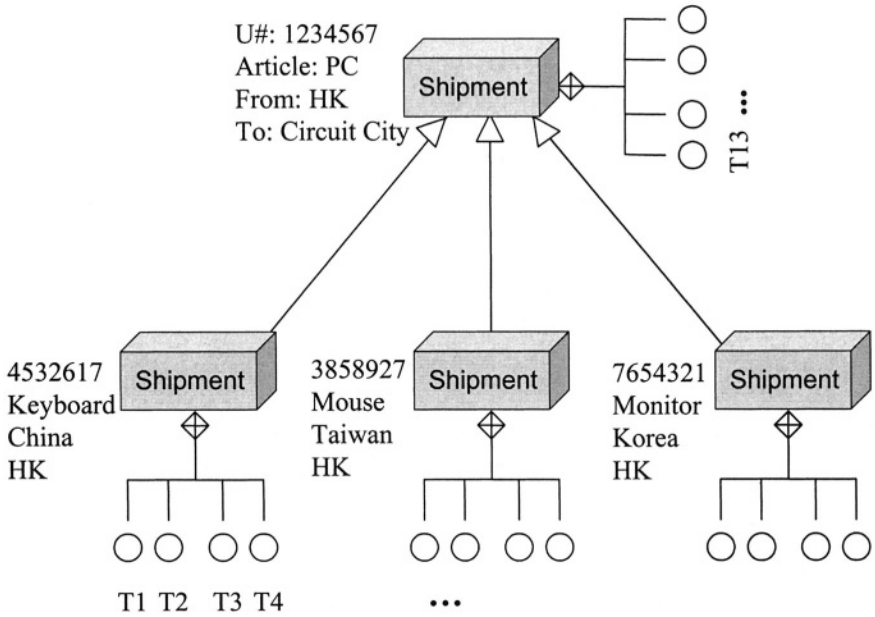 U#: 1234567
Article: PC
From: HK
To: Circuit City
Shipment
T13 ...
4532617
Keyboard
China
HK
Shipment
3858927
Mouse
Taiwan
HK
Shipment
7654321
Monitor
Korea
HK
Shipment
T1 T2 T3 T4
...